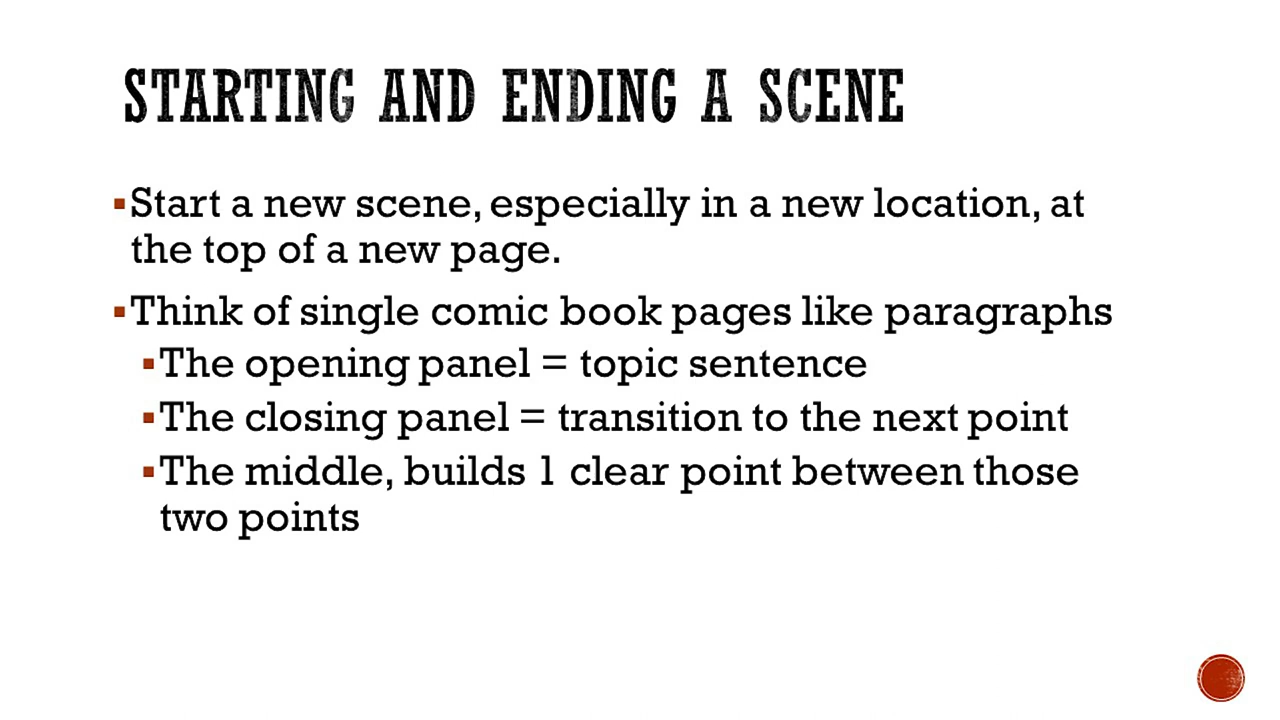 STARTING AND ENDING A SCENE
▪Start a new scene, especially in a new location, at
the top of a new page.
▪Think of single comic book pages like paragraphs
▪The opening panel = topic sentence
▪The closing panel = transition to the next point
▪The middle, builds 1 clear point between those
two points